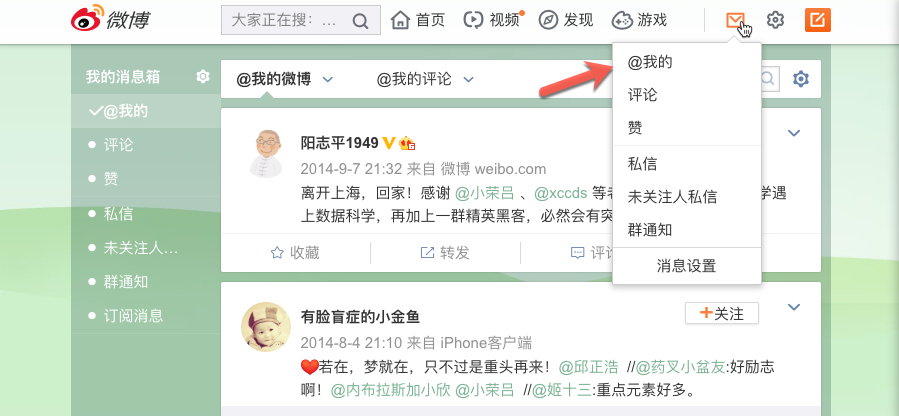 微博
大家正在搜：…
首页
视频
发现
游戏
我的消息箱
@我的
评论
赞
私信
未关注人…
群通知
订阅消息
@我的微博
@我的评论
@我的
评论
赞
私信
未关注人私信
群通知
消息设置
阳志平1949
2014-9-7 21:32 来自 微博 weibo.com
离开上海，回家！感谢 @小荣吕 、@xccds 等 学遇
上数据科学，再加上一群精英黑客，必然会有突
收藏
转发
评论
有脸盲症的小金鱼
+关注
2014-8-4 21:10 来自 iPhone客户端
若在，梦就在，只不过是重头再来！@邱正浩 //@药叉小盆友:好励志
啊！@内布拉斯加小欣 @小荣吕 //@姬十三:重点元素好多。